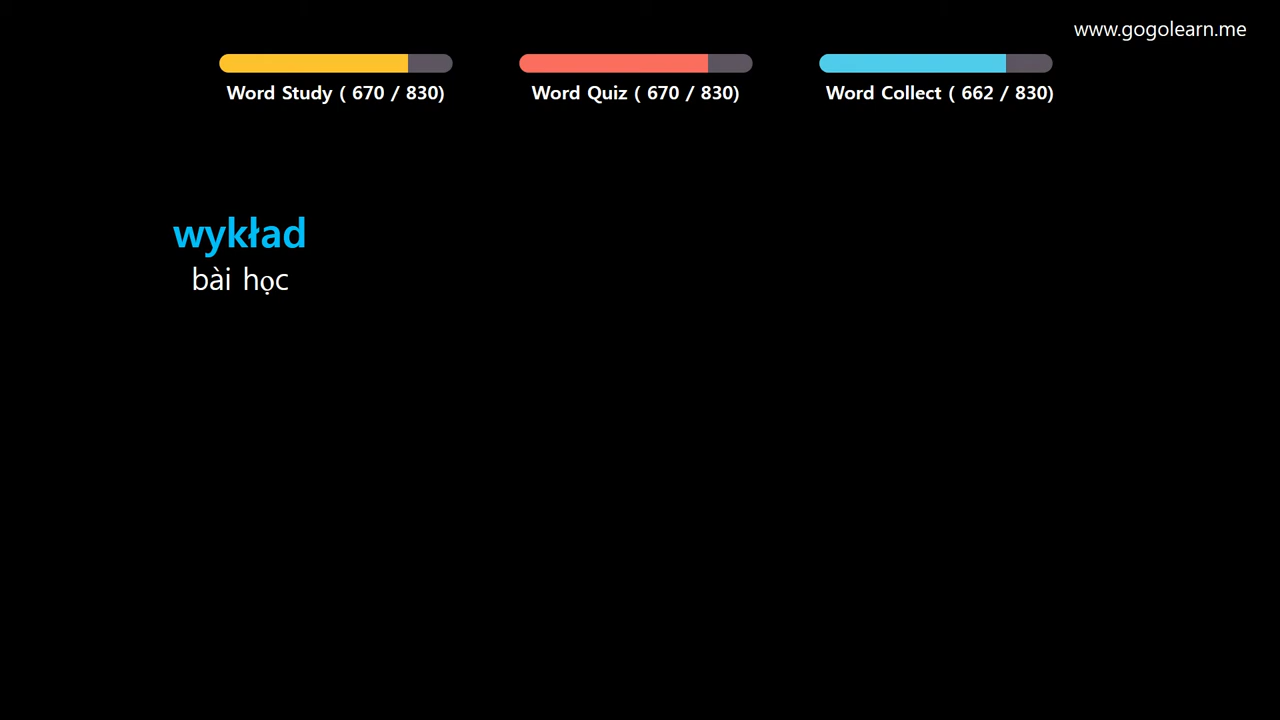 www.gogolearn.me
Word Study ( 670 / 830)
Word Quiz ( 670 / 830)
Word Collect ( 662 / 830)
wykład
bài học